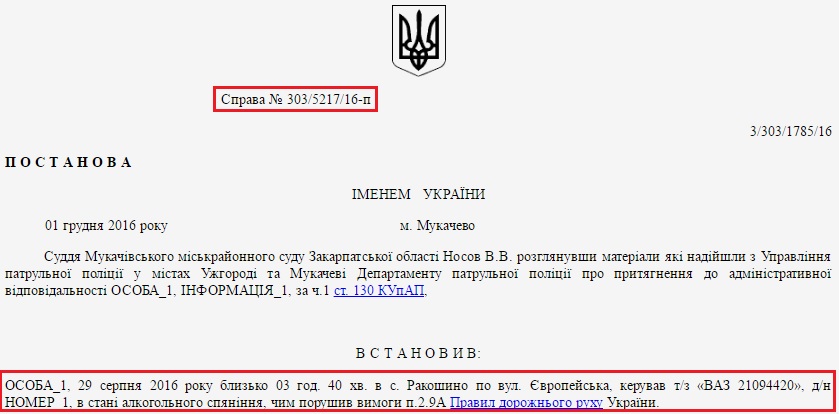 Справа № 303/5217/16-п
3/303/1785/16
П О С Т А Н О В А
ІМЕНЕМ УКРАЇНИ
01 грудня 2016 року м. Мукачево
Суддя Мукачівського міськрайонного суду Закарпатської області Носов В.В. розглянувши матеріали які надійшли з Управління
патрульної поліції у містах Ужгороді та Мукачеві Департаменту патрульної поліції про притягнення до адміністративної
відповідальності ОСОБА_1, ІНФОРМАЦІЯ_1, за ч.1 ст. 130 КУпАП,
В С Т А Н О В И В:
ОСОБА_1, 29 серпня 2016 року близько 03 год. 40 хв. в с. Ракошино по вул. Європейська, керував т/з «ВАЗ 21094420», д/н
НОМЕР_1, в стані алкогольного спяніння, чим порушив вимоги п.2.9А Правил дорожнього руху України.